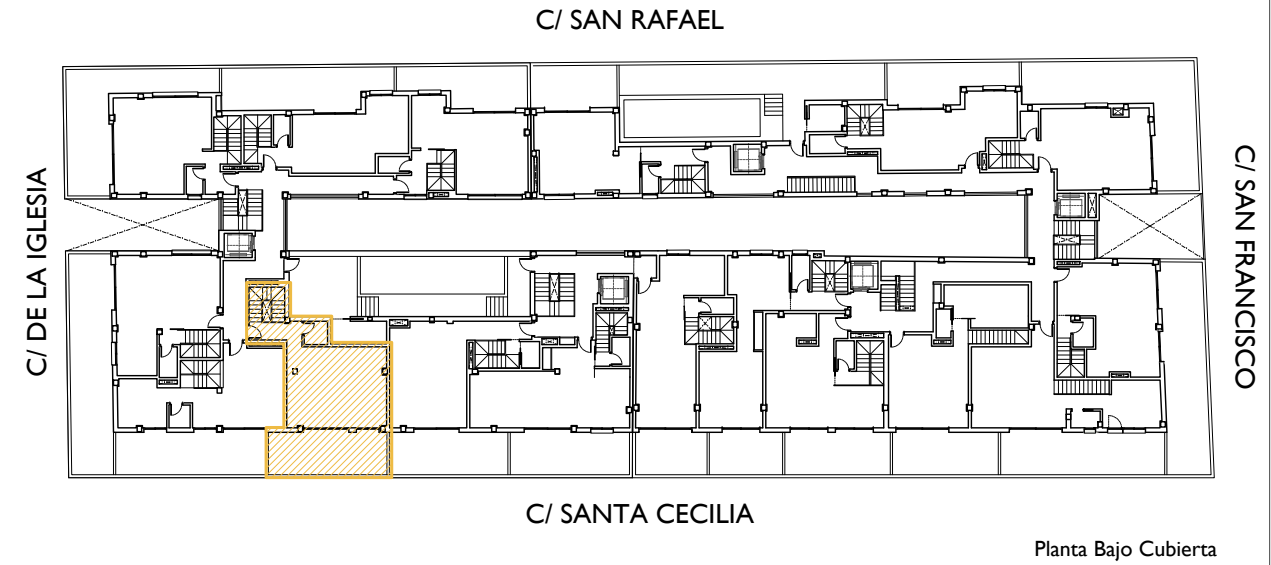 C/ SAN RAFAEL
C/ DE LA IGLESIA
C/ SAN FRANCISCO
C/ SANTA CECILIA
Planta Bajo Cubierta